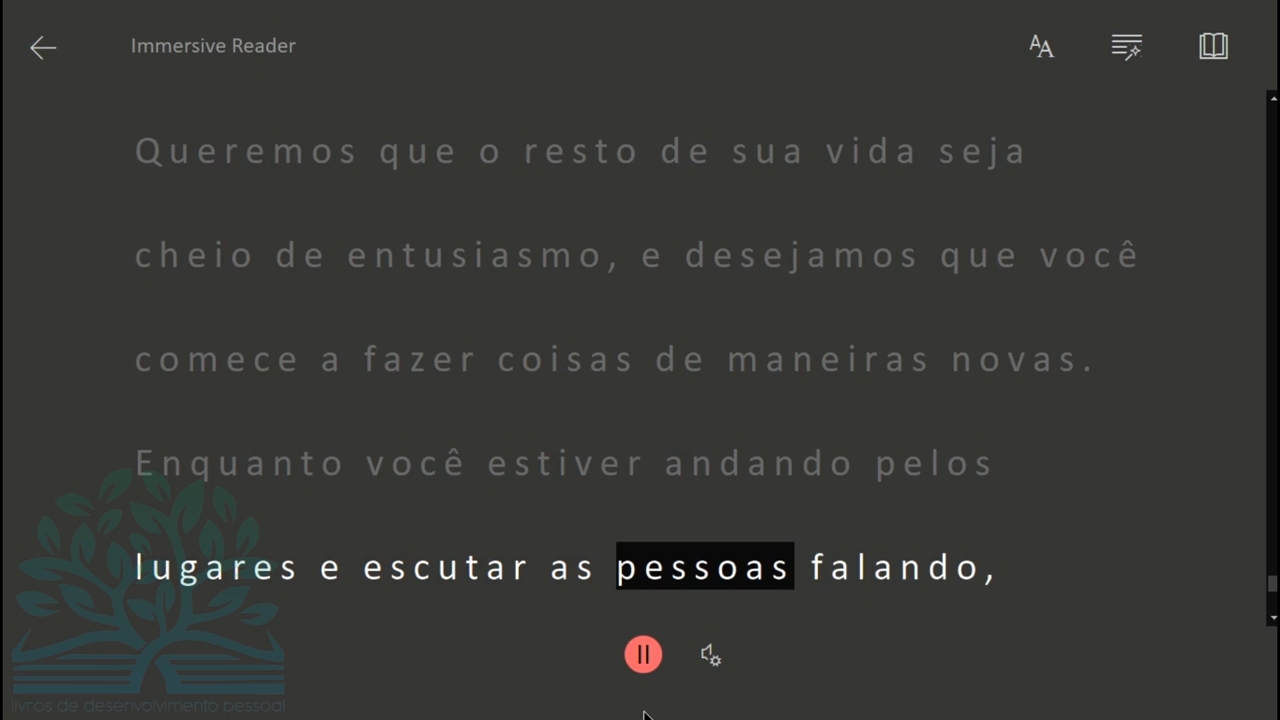 Immersive Reader
Queremos que o resto de sua vida seja
cheio de entusiasmo, e desejamos que você
comece a fazer coisas de maneiras novas.
Enquanto você estiver andando pelos
lugares e escutar as pessoas falando,
livros de desenvolvimento pessoal